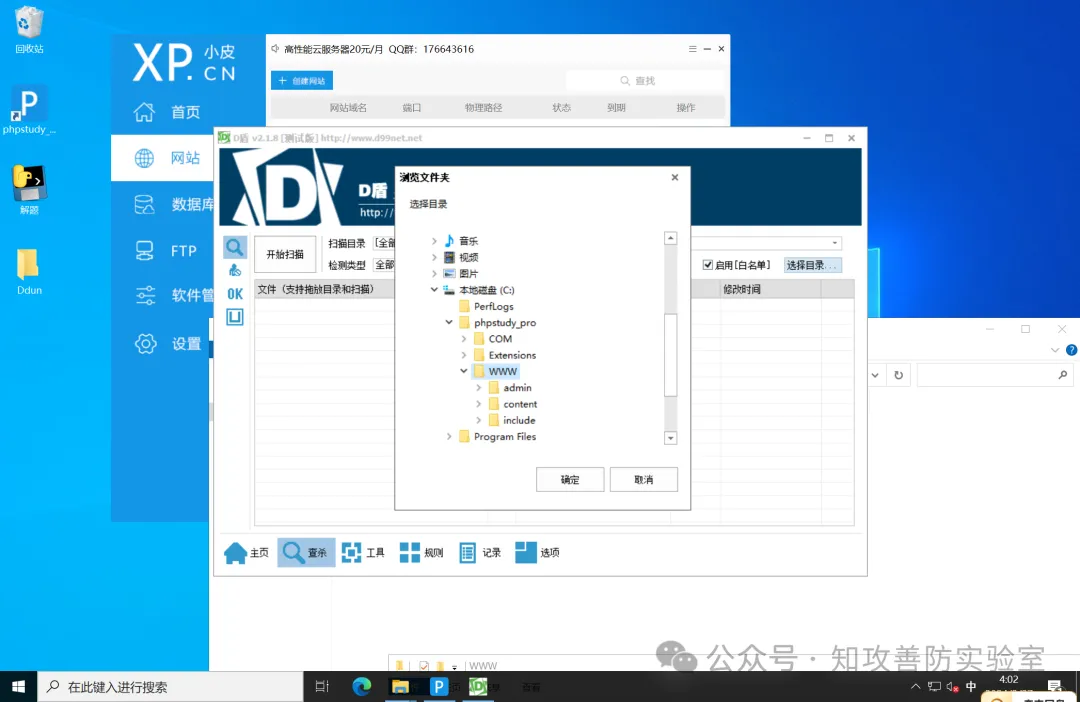 回收站
phpstudy_...
解题
Ddun
XP. 小皮
CN
首页
网站
数据库
FTP
软件管
设置
高性能云服务器20元/月 QQ群：176643616
+ 创建网站
查找
网站域名 端口 物理路径 状态 到期 操作
D盾 v2.1.8 [测试版] http://www.d99net.net
D盾
http://
开始扫描
扫描目录 [全部
检测类型 全部
启用[白名单]
选择目录...
OK
文件（支持拖放目录和扫描）
修改时间
浏览文件夹
选择目录
音乐
视频
图片
本地磁盘 (C:)
PerfLogs
phpstudy_pro
COM
Extensions
WWW
admin
content
include
Program Files
确定 取消
主页 查杀 工具 规则 记录 选项
WWW
公众号 · 知攻善防实验室
在此键入进行搜索
查看
中
4:02